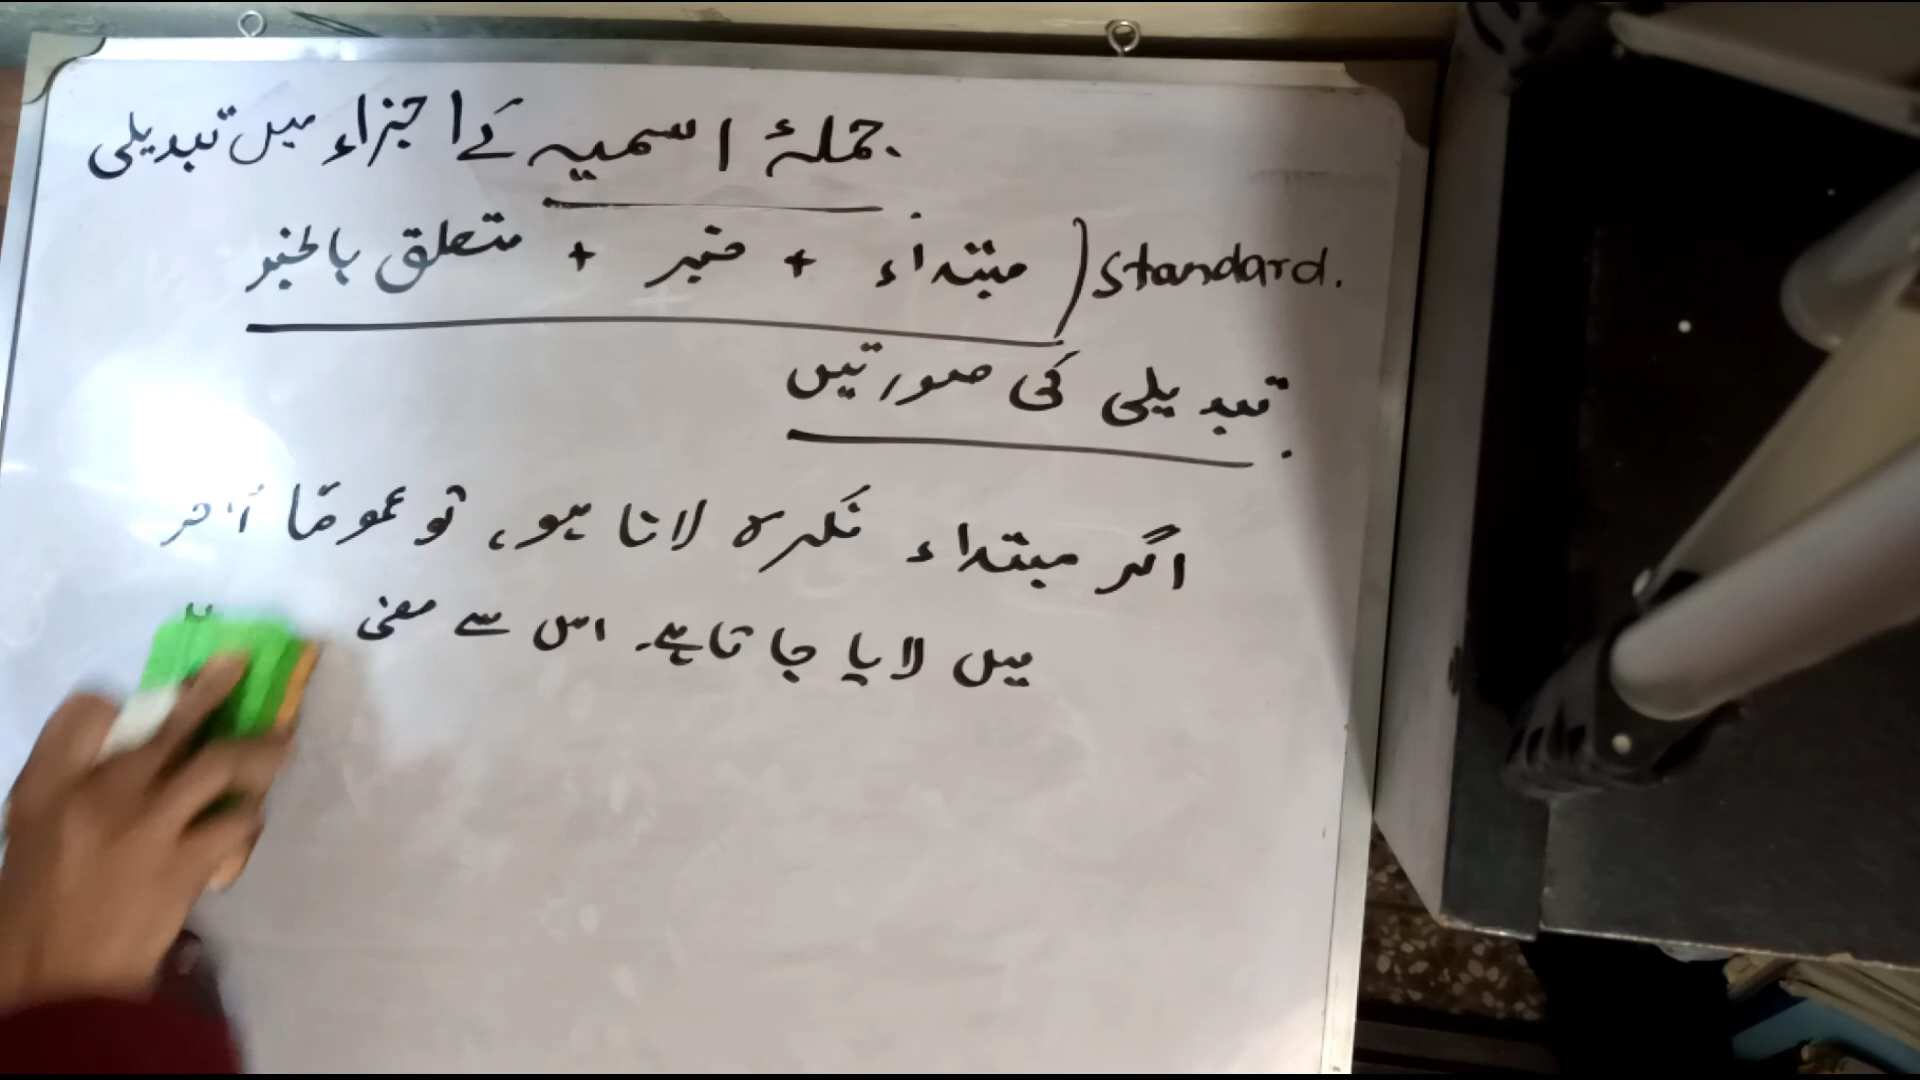 جملۂ اسمیہ کے اجزاء میں تبدیلی
Standard. (مبتداء + خبر + متعلق بالخبر
تبدیلی کی صورتیں
اگر مبتداء نکرہ لانا ہو، تو عموماً آخر
میں لایا جاتا ہے۔ اس سے معنی